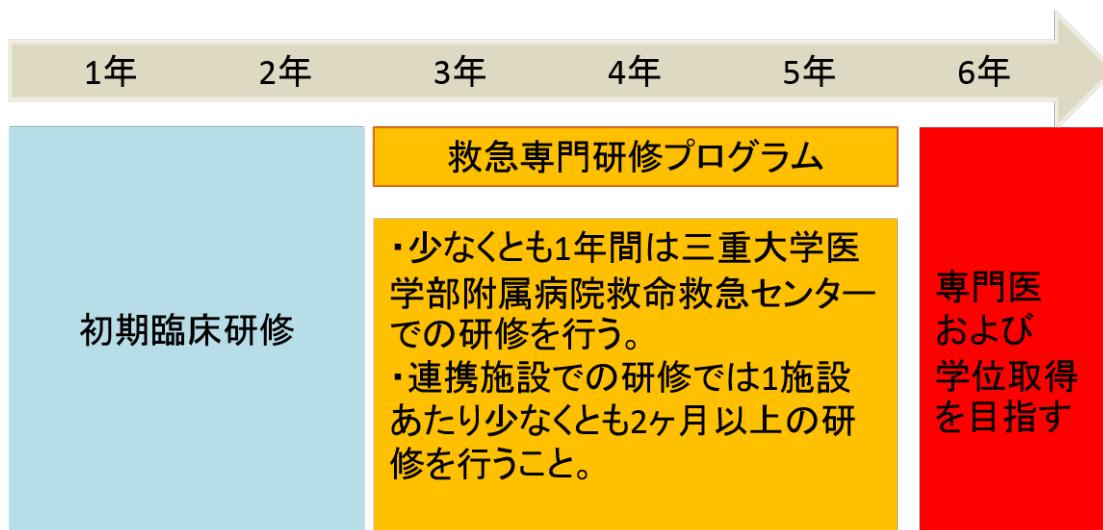 1年 2年 3年 4年 5年 6年
救急専門研修プログラム
初期臨床研修
・少なくとも1年間は三重大学医
学部附属病院救命救急センター
での研修を行う。
・連携施設での研修では1施設
あたり少なくとも2ヶ月以上の研
修を行うこと。
専門医
および
学位取得
を目指す